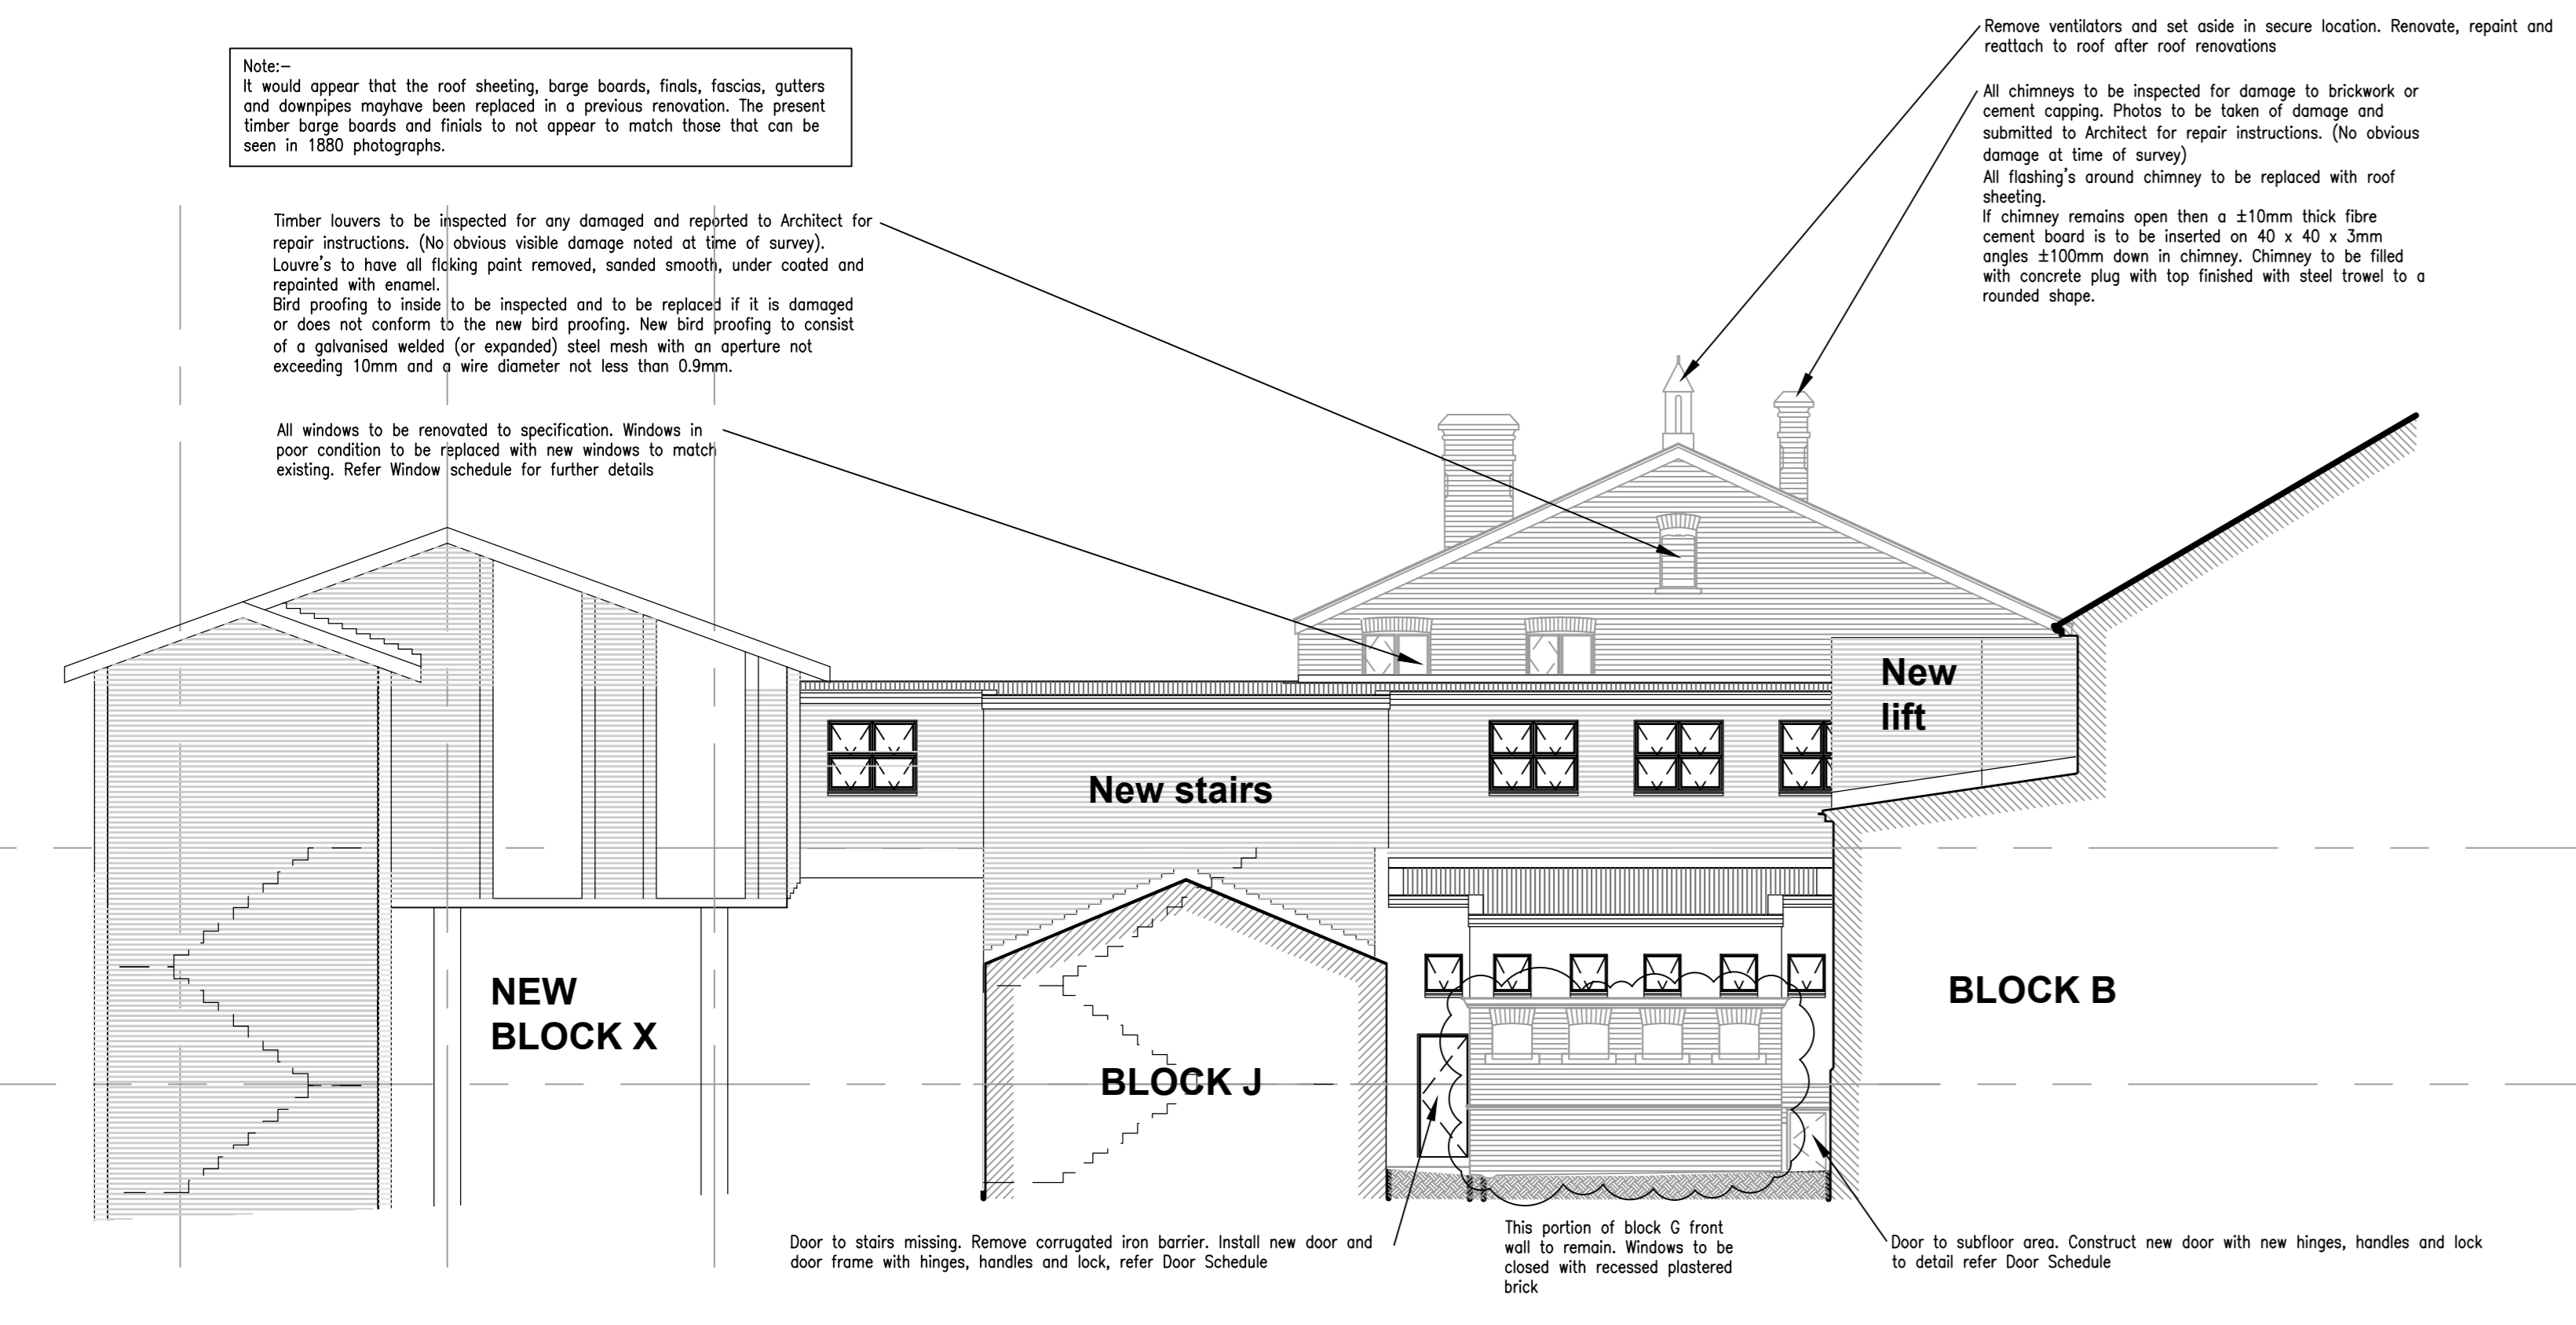 Note:–
It would appear that the roof sheeting, barge boards, finals, fascias, gutters
and downpipes mayhave been replaced in a previous renovation. The present
timber barge boards and finials to not appear to match those that can be
seen in 1880 photographs.
Timber louvers to be inspected for any damaged and reported to Architect for
repair instructions. (No obvious visible damage noted at time of survey).
Louvre's to have all flaking paint removed, sanded smooth, under coated and
repainted with enamel.
Bird proofing to inside to be inspected and to be replaced if it is damaged
or does not conform to the new bird proofing. New bird proofing to consist
of a galvanised welded (or expanded) steel mesh with an aperture not
exceeding 10mm and a wire diameter not less than 0.9mm.
All windows to be renovated to specification. Windows in
poor condition to be replaced with new windows to match
existing. Refer Window schedule for further details
Remove ventilators and set aside in secure location. Renovate, repaint and
reattach to roof after roof renovations
All chimneys to be inspected for damage to brickwork or
cement capping. Photos to be taken of damage and
submitted to Architect for repair instructions. (No obvious
damage at time of survey)
All flashing's around chimney to be replaced with roof
sheeting.
If chimney remains open then a ±10mm thick fibre
cement board is to be inserted on 40 x 40 x 3mm
angles ±100mm down in chimney. Chimney to be filled
with concrete plug with top finished with steel trowel to a
rounded shape.
New
lift
New stairs
NEW
BLOCK X
BLOCK J
BLOCK B
Door to stairs missing. Remove corrugated iron barrier. Install new door and
door frame with hinges, handles and lock, refer Door Schedule
This portion of block G front
wall to remain. Windows to be
closed with recessed plastered
brick
Door to subfloor area. Construct new door with new hinges, handles and lock
to detail refer Door Schedule